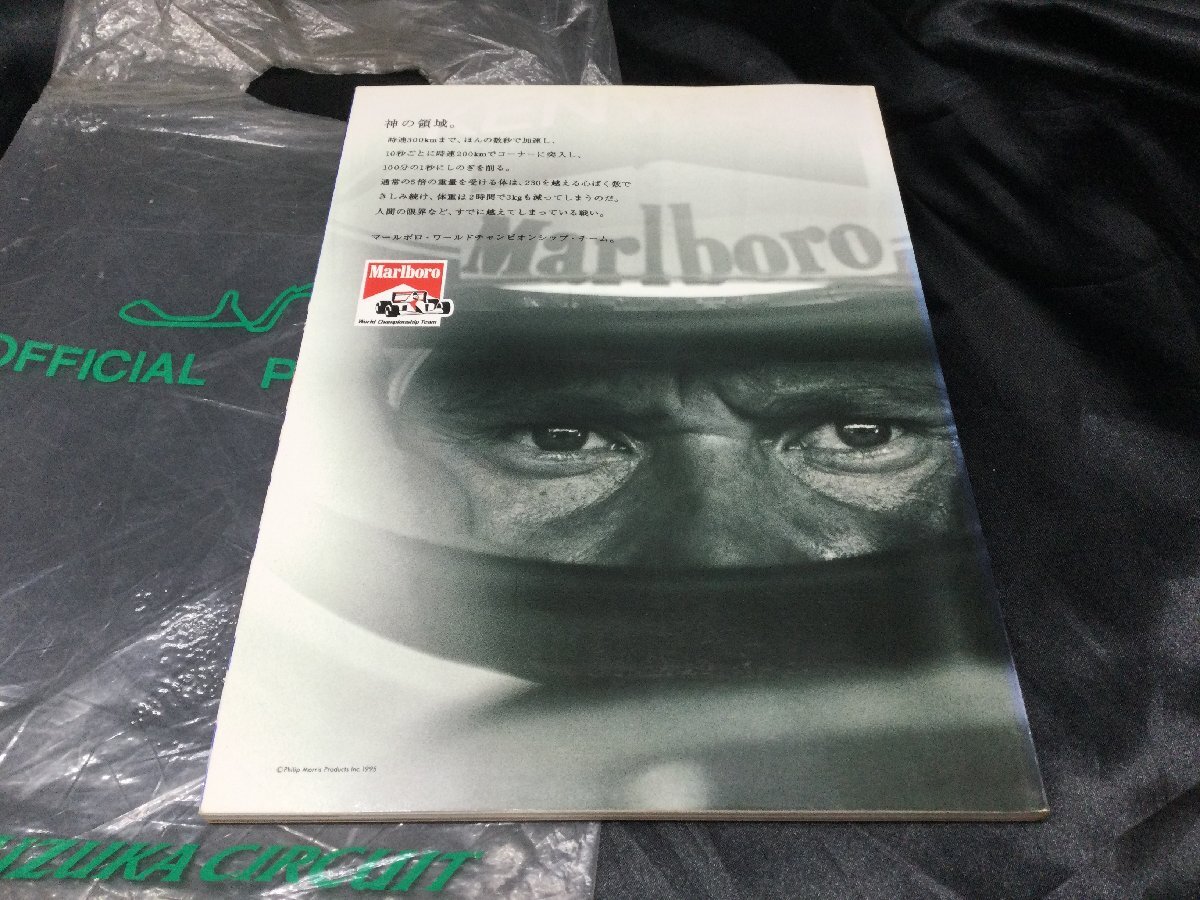 神の領域。
時速300kmまで、ほんの数秒で加速し、
10秒ごとに時速200kmでコーナーに突入し、
100分の1秒にしのぎを削る。
通常の5倍の重量を受ける体は、230を越える心ぱく数で
きしみ続け、体重は2時間で3kgも減ってしまうのだ。
人間の限界など、すでに越えてしまっている戦い。
マールボロ・ワールドチャンピオンシップ・チーム。
Marlboro
Marlboro
World Championship Team
OFFICIAL P
©Philip Morris Products Inc. 1995
UZUKA CIRCUIT